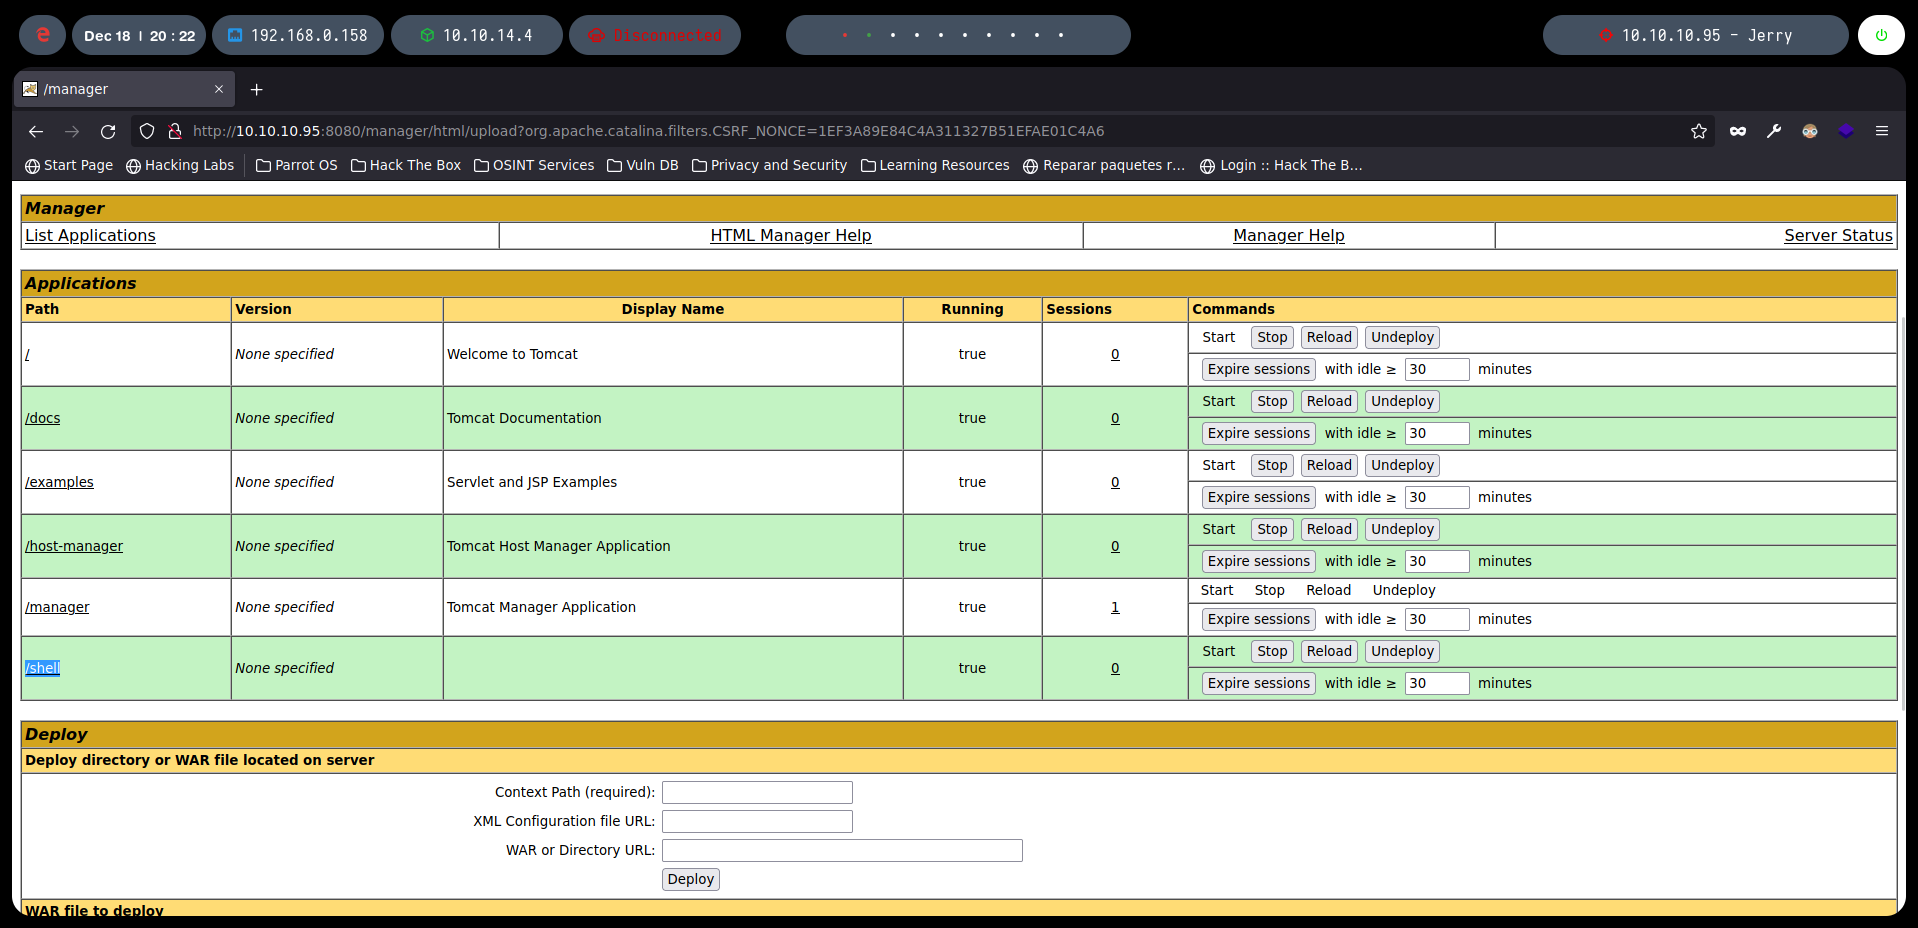 Dec 18 | 20 : 22 192.168.0.158 10.10.14.4 Disconnected 10.10.10.95 - Jerry
/manager
http://10.10.10.95:8080/manager/html/upload?org.apache.catalina.filters.CSRF_NONCE=1EF3A89E84C4A311327B51EFAE01C4A6
Start Page Hacking Labs Parrot OS Hack The Box OSINT Services Vuln DB Privacy and Security Learning Resources Reparar paquetes r... Login :: Hack The B...
Manager
List Applications HTML Manager Help Manager Help Server Status
Applications
Path Version Display Name Running Sessions Commands
/ None specified Welcome to Tomcat true 0 Start Stop Reload Undeploy
Expire sessions with idle ≥ 30 minutes
/docs None specified Tomcat Documentation true 0 Start Stop Reload Undeploy
Expire sessions with idle ≥ 30 minutes
/examples None specified Servlet and JSP Examples true 0 Start Stop Reload Undeploy
Expire sessions with idle ≥ 30 minutes
/host-manager None specified Tomcat Host Manager Application true 0 Start Stop Reload Undeploy
Expire sessions with idle ≥ 30 minutes
/manager None specified Tomcat Manager Application true 1 Start Stop Reload Undeploy
Expire sessions with idle ≥ 30 minutes
/shell None specified true 0 Start Stop Reload Undeploy
Expire sessions with idle ≥ 30 minutes
Deploy
Deploy directory or WAR file located on server
Context Path (required):
XML Configuration file URL:
WAR or Directory URL:
Deploy
WAR file to deploy